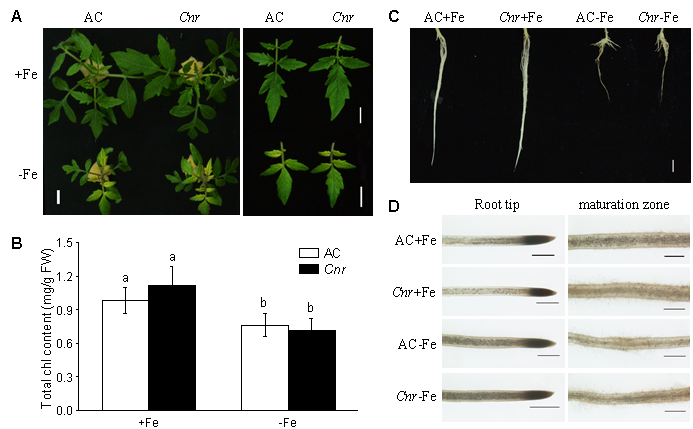 A
AC Cnr AC Cnr
+Fe
-Fe
B
Total chl content (mg/g FW)
1.5
1.2
0.9
0.6
0.3
0.0
AC
Cnr
a a b b
+Fe -Fe
C
AC+Fe Cnr+Fe AC-Fe Cnr-Fe
D
Root tip maturation zone
AC+Fe
Cnr+Fe
AC-Fe
Cnr-Fe